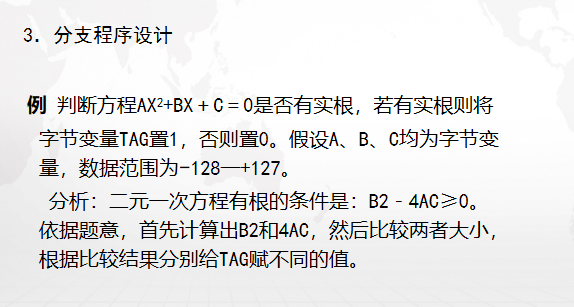 3．分支程序设计
例 判断方程AX²+BX＋C＝0是否有实根，若有实根则将
字节变量TAG置1，否则置0。假设A、B、C均为字节变
量，数据范围为-128—+127。
分析：二元一次方程有根的条件是：B2﹣4AC≥0。
依据题意，首先计算出B2和4AC，然后比较两者大小，
根据比较结果分别给TAG赋不同的值。